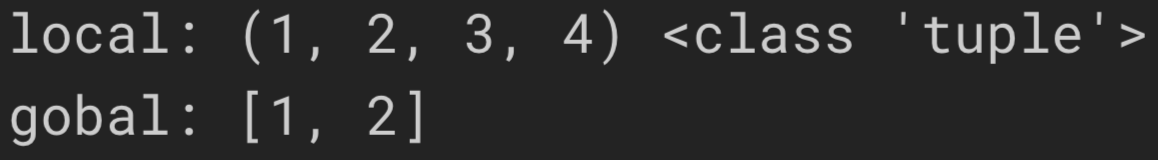 local: (1, 2, 3, 4) <class 'tuple'>
gobal: [1, 2]